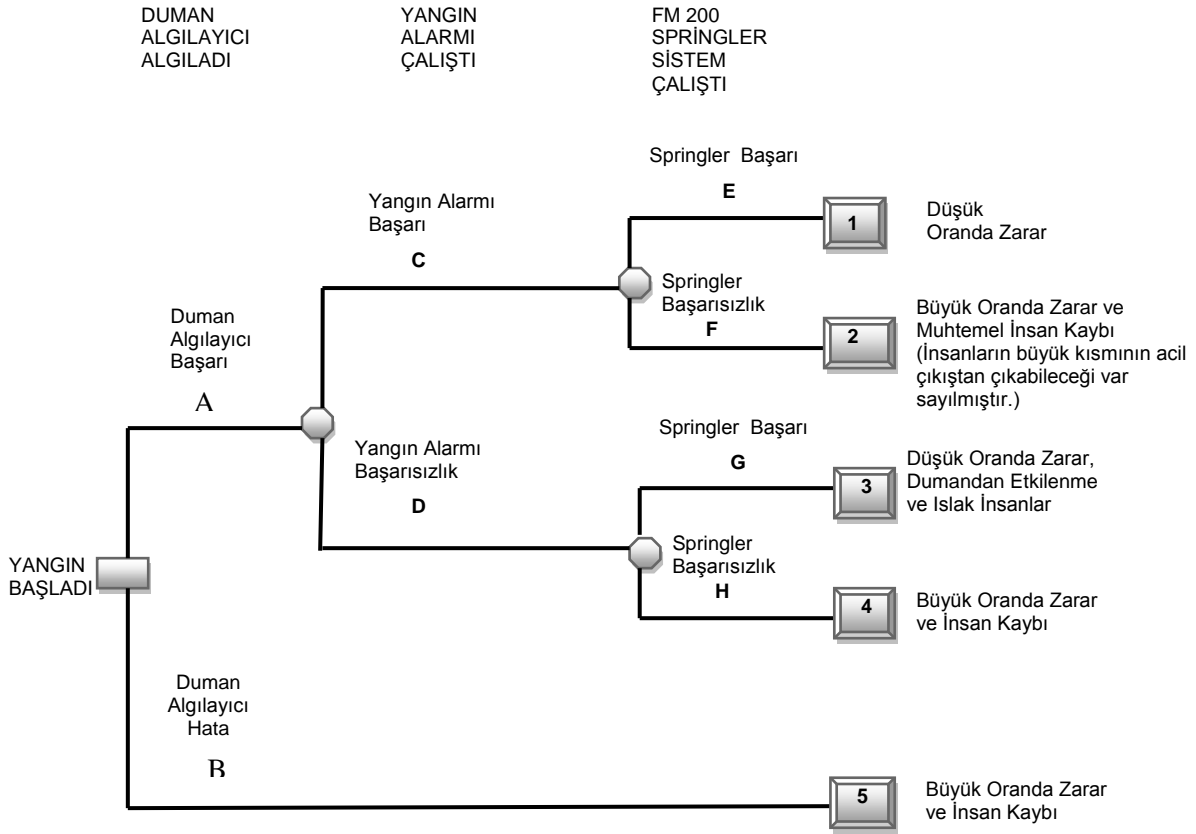 DUMAN
ALGILAYICI
ALGILADI
YANGIN
ALARMI
ÇALIŞTI
FM 200
SPRİNGLER
SİSTEM
ÇALIŞTI
Springler Başarı
E
1
Düşük
Oranda Zarar
Yangın Alarmı
Başarı
C
Springler
Başarısızlık
F
2
Büyük Oranda Zarar ve
Muhtemel İnsan Kaybı
(İnsanların büyük kısmının acil
çıkıştan çıkabileceği var
sayılmıştır.)
Duman
Algılayıcı
Başarı
A
Yangın Alarmı
Başarısızlık
D
Springler Başarı
G
3
Düşük Oranda Zarar,
Dumandan Etkilenme
ve Islak İnsanlar
YANGIN
BAŞLADI
Springler
Başarısızlık
H
4
Büyük Oranda Zarar
ve İnsan Kaybı
Duman
Algılayıcı
Hata
B
5
Büyük Oranda Zarar
ve İnsan Kaybı